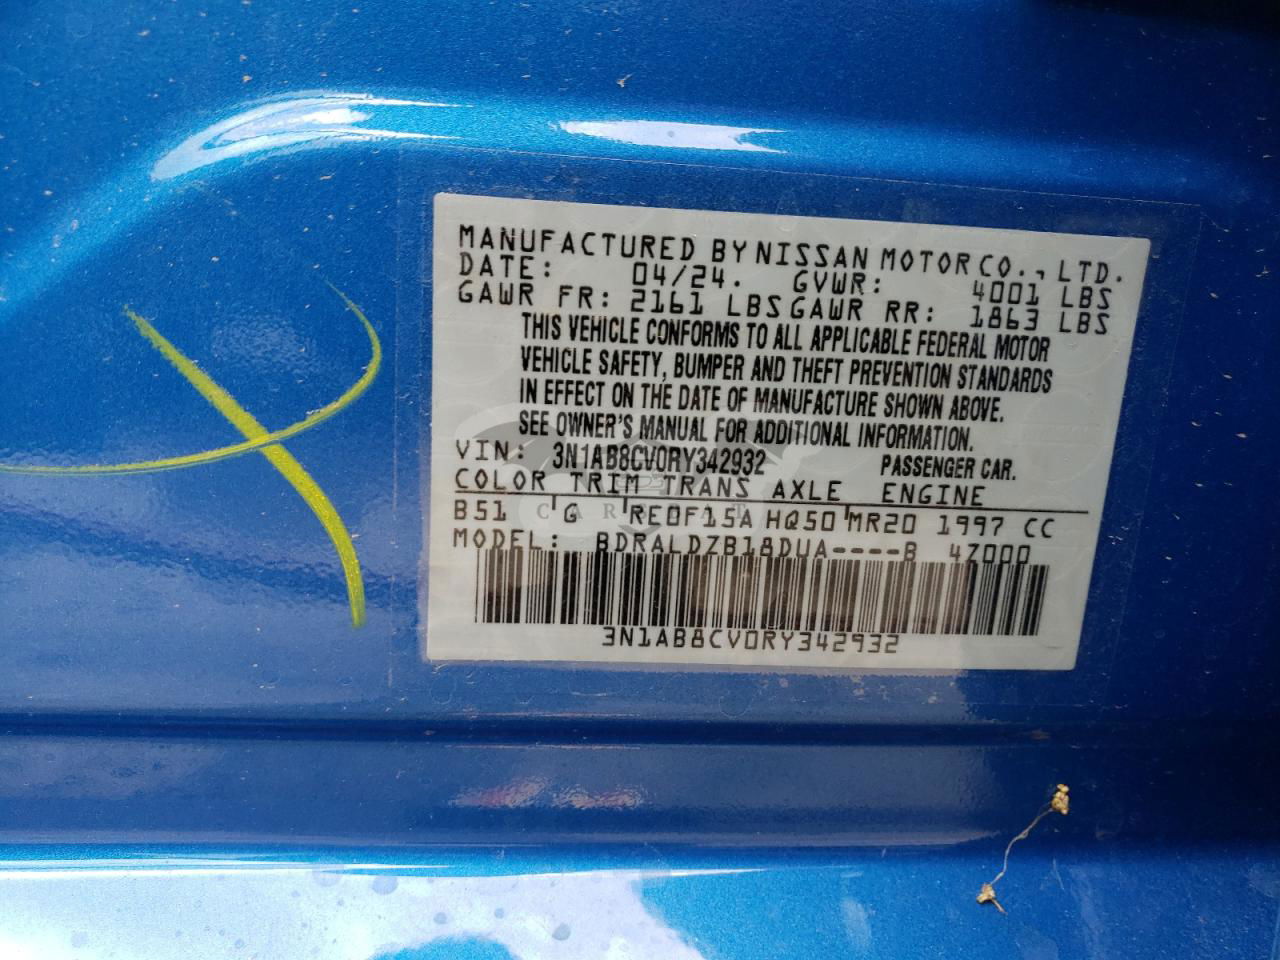 MANUFACTURED BY NISSAN MOTOR CO., LTD.
DATE: 04/24. GVWR: 4001 LBS
GAWR FR: 2161 LBS GAWR RR: 1863 LBS
THIS VEHICLE CONFORMS TO ALL APPLICABLE FEDERAL MOTOR
VEHICLE SAFETY, BUMPER AND THEFT PREVENTION STANDARDS
IN EFFECT ON THE DATE OF MANUFACTURE SHOWN ABOVE.
SEE OWNER'S MANUAL FOR ADDITIONAL INFORMATION.
VIN: 3N1AB8CV0RY342932 PASSENGER CAR.
COLOR TRIM TRANS AXLE ENGINE
B51 G RE0F15A HQ50 MR20 1997 CC
MODEL: BDRALDZB18DUA----B 4Z000
3N1AB8CV0RY342932